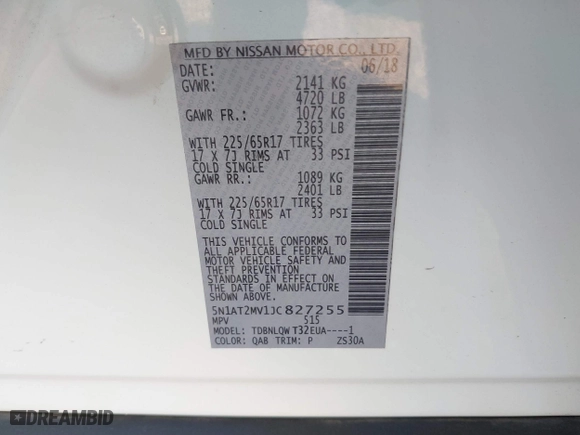 MFD BY NISSAN MOTOR CO., LTD.
DATE: 06/18
GVWR: 2141 KG
4720 LB
GAWR FR.: 1072 KG
2363 LB
WITH 225/65R17 TIRES
17 X 7J RIMS AT 33 PSI
COLD SINGLE
GAWR RR.: 1089 KG
2401 LB
WITH 225/65R17 TIRES
17 X 7J RIMS AT 33 PSI
COLD SINGLE
THIS VEHICLE CONFORMS TO
ALL APPLICABLE FEDERAL
MOTOR VEHICLE SAFETY AND
THEFT PREVENTION
STANDARDS IN EFFECT ON
THE DATE OF MANUFACTURE
SHOWN ABOVE.
5N1AT2MV1JC827255
MPV 515
MODEL: TDBNLQW T32EUA----1
COLOR: QAB TRIM: P ZS30A
DREAMBID